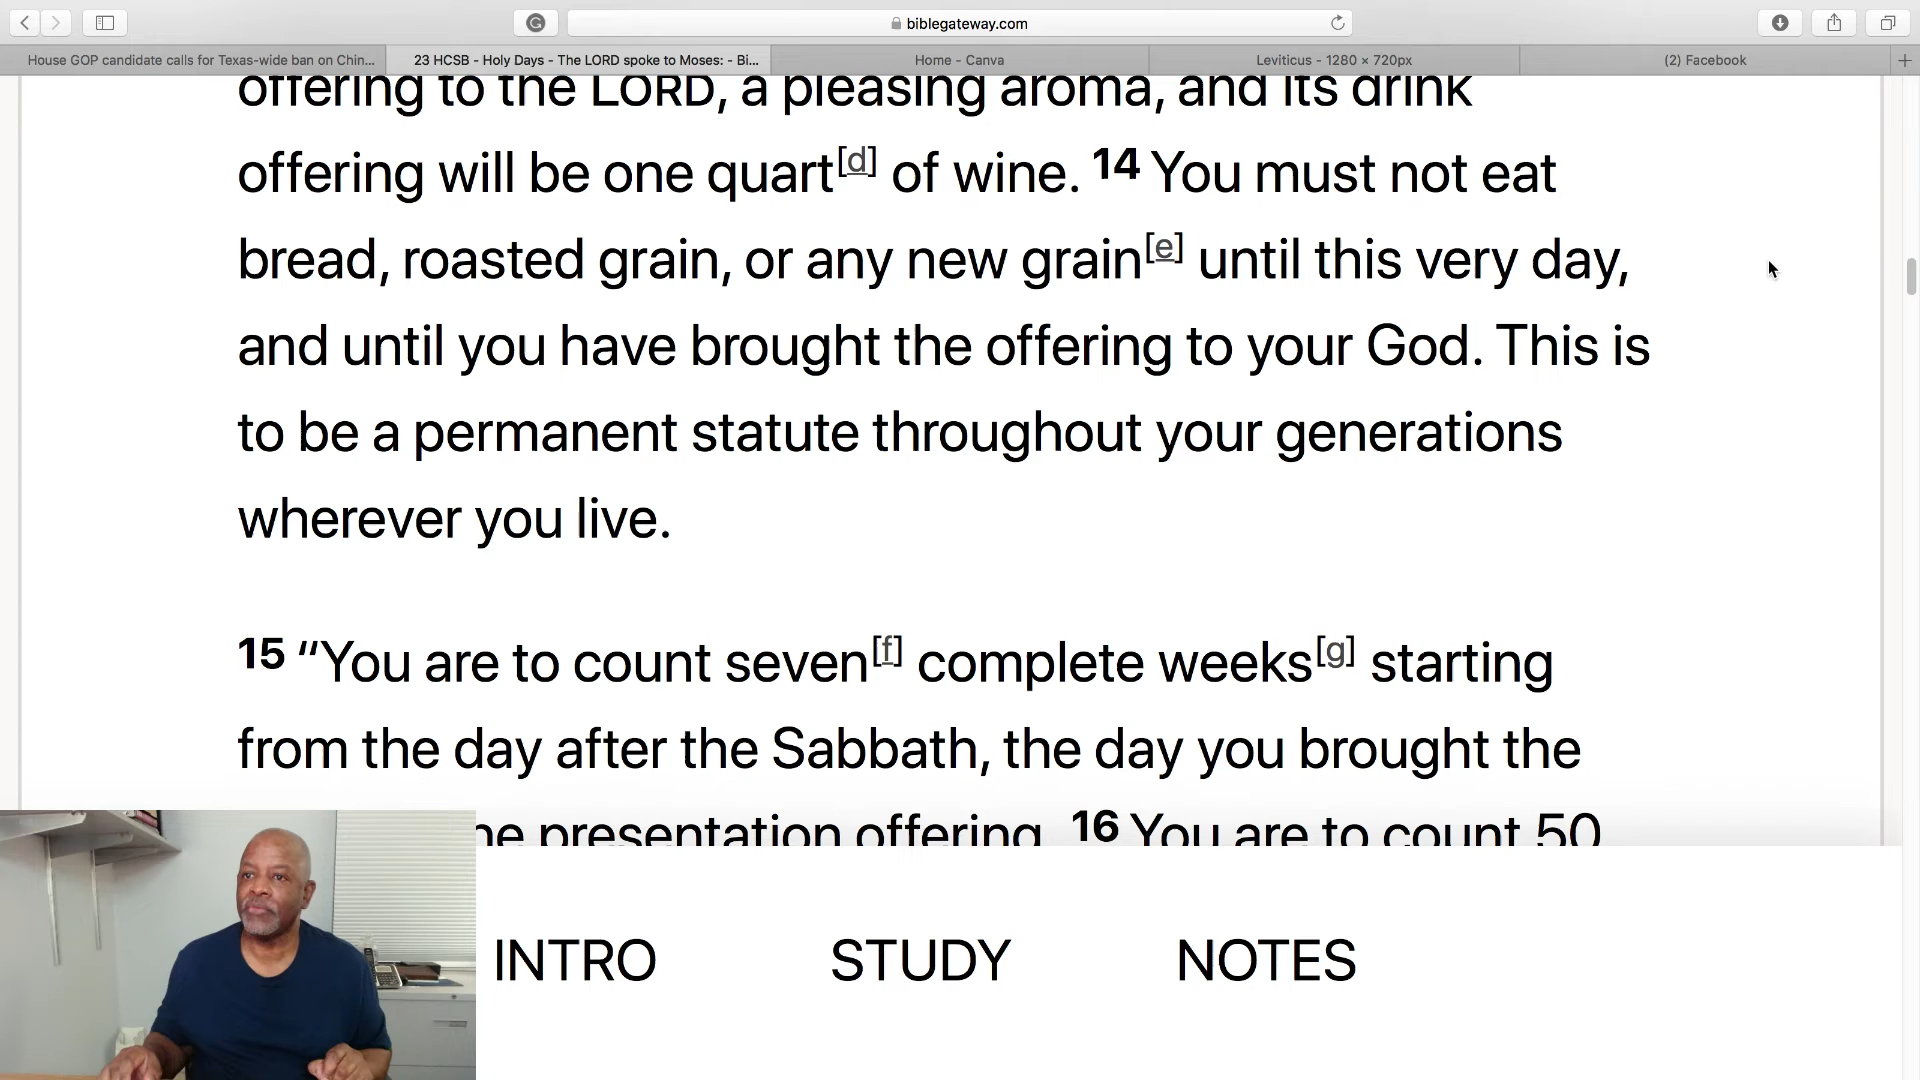 biblegateway.com
House GOP candidate calls for Texas-wide ban on Chin...
23 HCSB - Holy Days - The LORD spoke to Moses: - Bi...
Home - Canva
Leviticus - 1280 × 720px
(2) Facebook
offering to the LORD, a pleasing aroma, and its drink
offering will be one quart[d] of wine. 14 You must not eat
bread, roasted grain, or any new grain[e] until this very day,
and until you have brought the offering to your God. This is
to be a permanent statute throughout your generations
wherever you live.
15 “You are to count seven[f] complete weeks[g] starting
from the day after the Sabbath, the day you brought the
presentation offering. 16 You are to count 50
INTRO
STUDY
NOTES